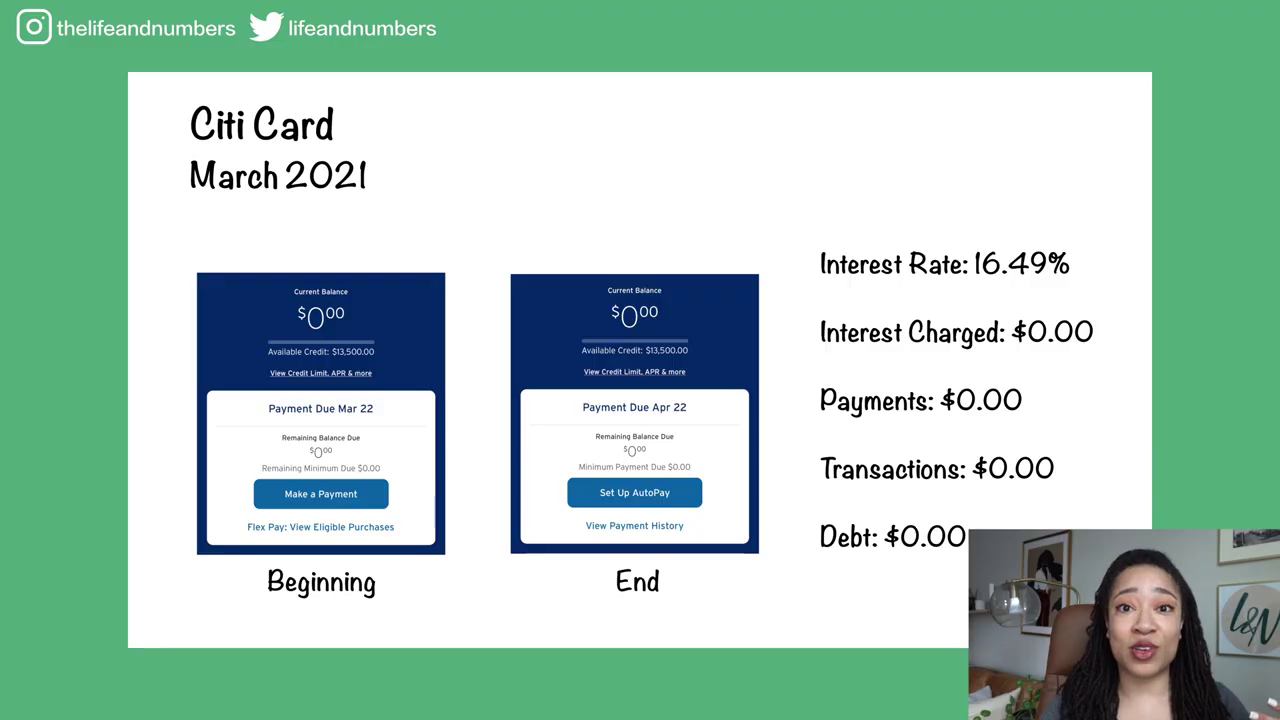 thelifeandnumbers lifeandnumbers
Citi Card
March 2021
Current Balance
$0.00
Available Credit: $13,500.00
View Credit Limit, APR & more
Payment Due Mar 22
Remaining Balance Due
$0.00
Remaining Minimum Due $0.00
Make a Payment
Flex Pay: View Eligible Purchases
Beginning
Current Balance
$0.00
Available Credit: $13,500.00
View Credit Limit, APR & more
Payment Due Apr 22
Remaining Balance Due
$0.00
Minimum Payment Due $0.00
Set Up AutoPay
View Payment History
End
Interest Rate: 16.49%
Interest Charged: $0.00
Payments: $0.00
Transactions: $0.00
Debt: $0.00
L&N